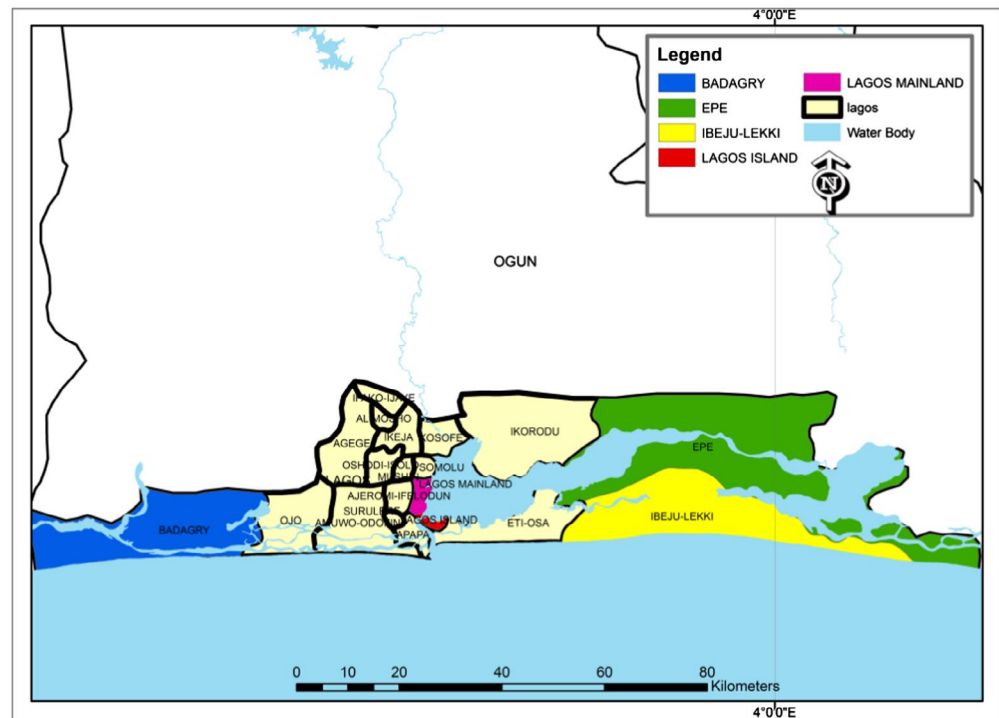 4°0'0"E
Legend
BADAGRY
EPE
IBEJU-LEKKI
LAGOS ISLAND
LAGOS MAINLAND
lagos
Water Body
N
OGUN
IFAKO-IJAYE
ALIMOSHO
AGEGE
IKEJA
KOSOFE
IKORODU
EPE
SOMOLU
LAGOS MAINLAND
AJEROMI-IFELODUN
SURULERE
OJO
LAGOS ISLAND
ETI-OSA
IBEJU-LEKKI
BADAGRY
APAPA
0 10 20 40 60 80
Kilometers
4°0'0"E